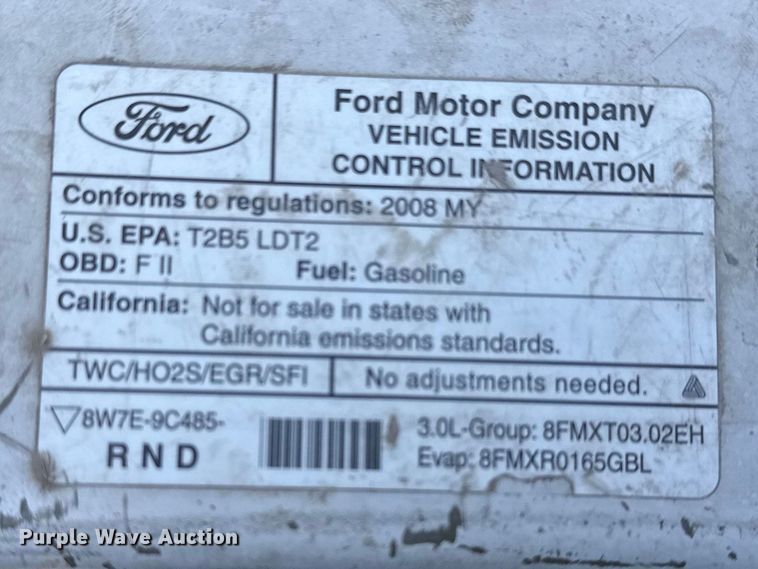 Ford
Ford Motor Company
VEHICLE EMISSION
CONTROL INFORMATION
Conforms to regulations: 2008 MY
U.S. EPA: T2B5 LDT2
OBD: F II Fuel: Gasoline
California: Not for sale in states with
California emissions standards.
TWC/HO2S/EGR/SFI No adjustments needed.
8W7E-9C485-
RND
3.0L-Group: 8FMXT03.02EH
Evap: 8FMXR0165GBL
Purple Wave Auction